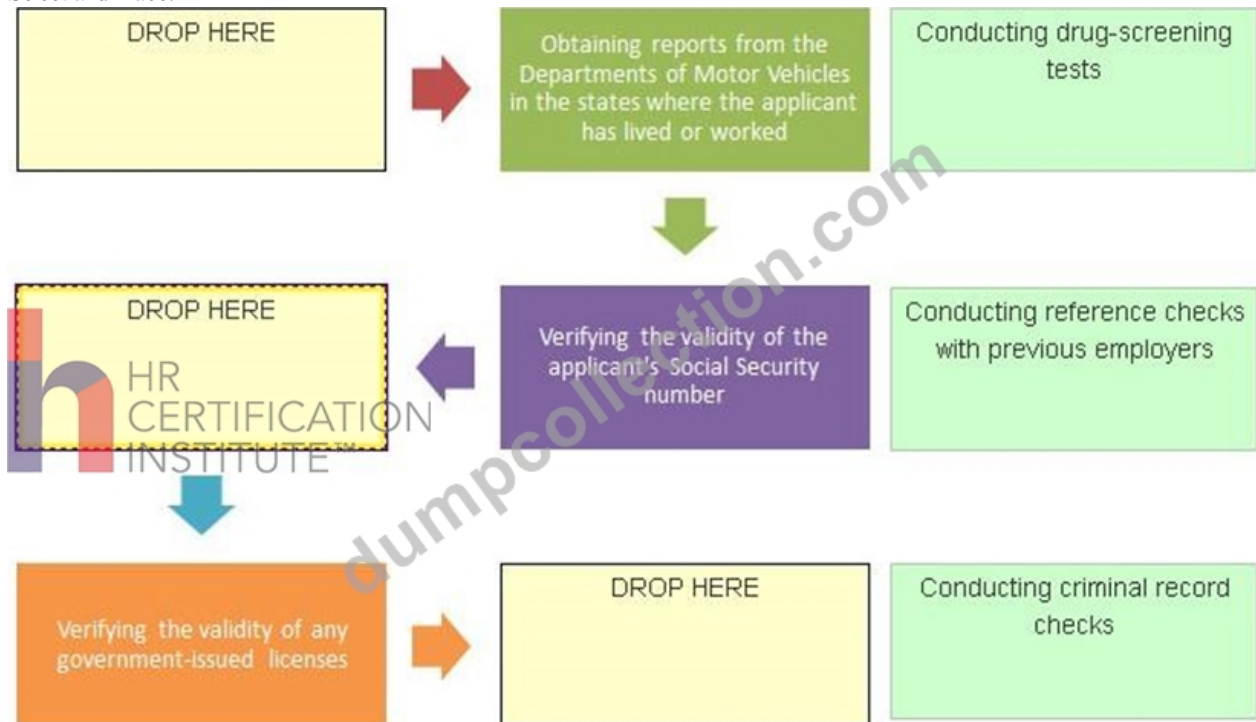 DROP HERE
Obtaining reports from the
Departments of Motor Vehicles
in the states where the applicant
has lived or worked
Conducting drug-screening
tests
DROP HERE
Verifying the validity of the
applicant's Social Security
number
Conducting reference checks
with previous employers
HR
CERTIFICATION
INSTITUTE™
Verifying the validity of any
government-issued licenses
DROP HERE
Conducting criminal record
checks
dumpcollection.com